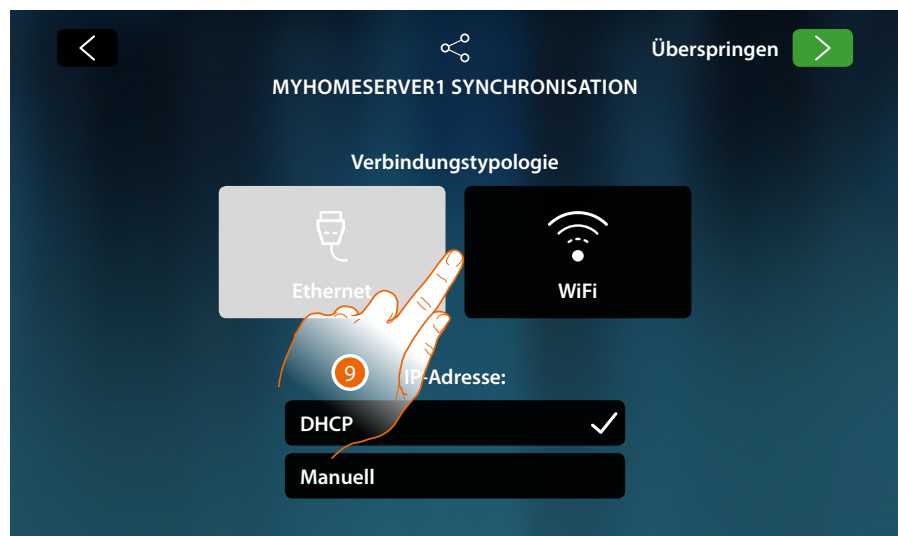 Überspringen
MYHOMESERVER1 SYNCHRONISATION
Verbindungstypologie
Ethernet
WiFi
9
IP-Adresse:
DHCP
Manuell